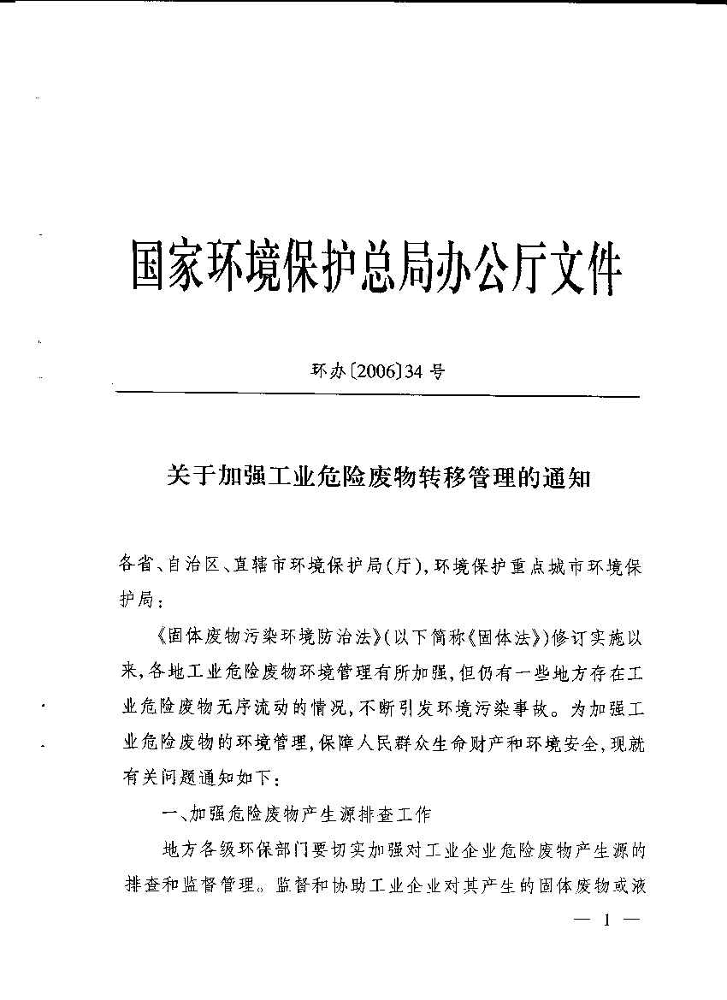 国家环境保护总局办公厅文件
环办〔2006〕34 号
关于加强工业危险废物转移管理的通知
各省、自治区、直辖市环境保护局(厅),环境保护重点城市环境保
护局:
《固体废物污染环境防治法》(以下简称《固体法》)修订实施以
来,各地工业危险废物环境管理有所加强,但仍有一些地方存在工
业危险废物无序流动的情况,不断引发环境污染事故。为加强工
业危险废物的环境管理,保障人民群众生命财产和环境安全,现就
有关问题通知如下:
一、加强危险废物产生源排查工作
地方各级环保部门要切实加强对工业企业危险废物产生源的
排查和监督管理。监督和协助工业企业对其产生的固体废物或液
— 1 —